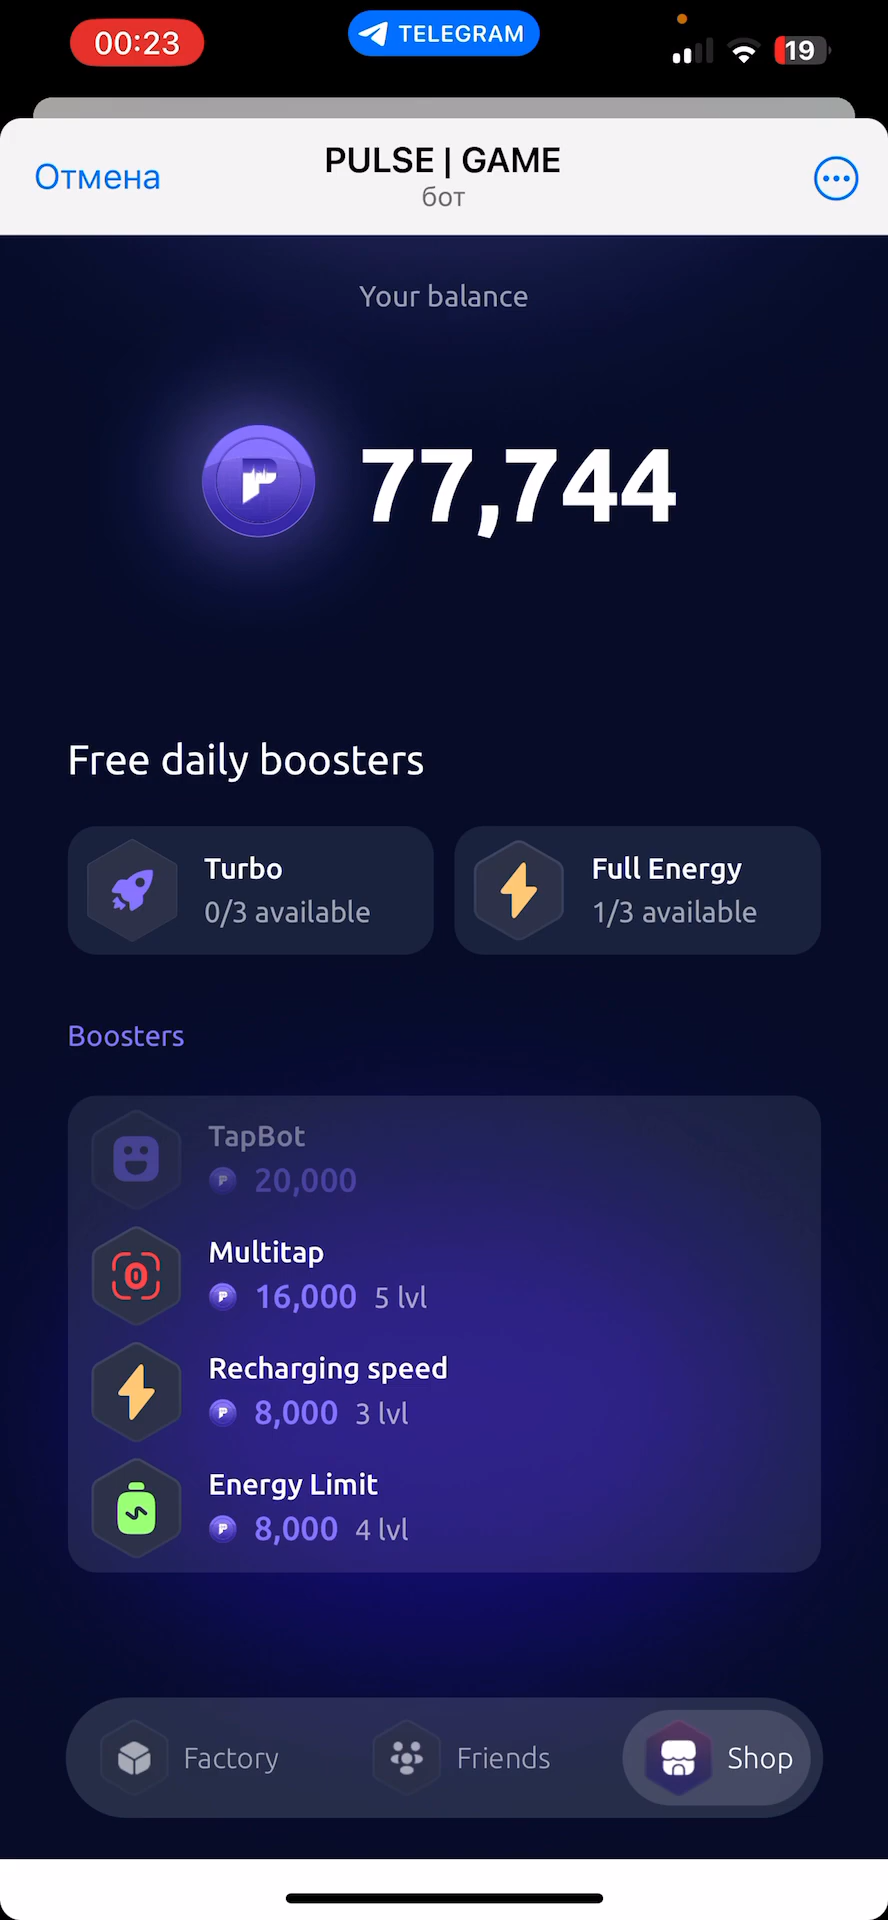 00:23
TELEGRAM
19
Отмена
PULSE | GAME
бот
Your balance
77,744
Free daily boosters
Turbo
0/3 available
Full Energy
1/3 available
Boosters
TapBot
20,000
Multitap
16,000 5 lvl
Recharging speed
8,000 3 lvl
Energy Limit
8,000 4 lvl
Factory
Friends
Shop